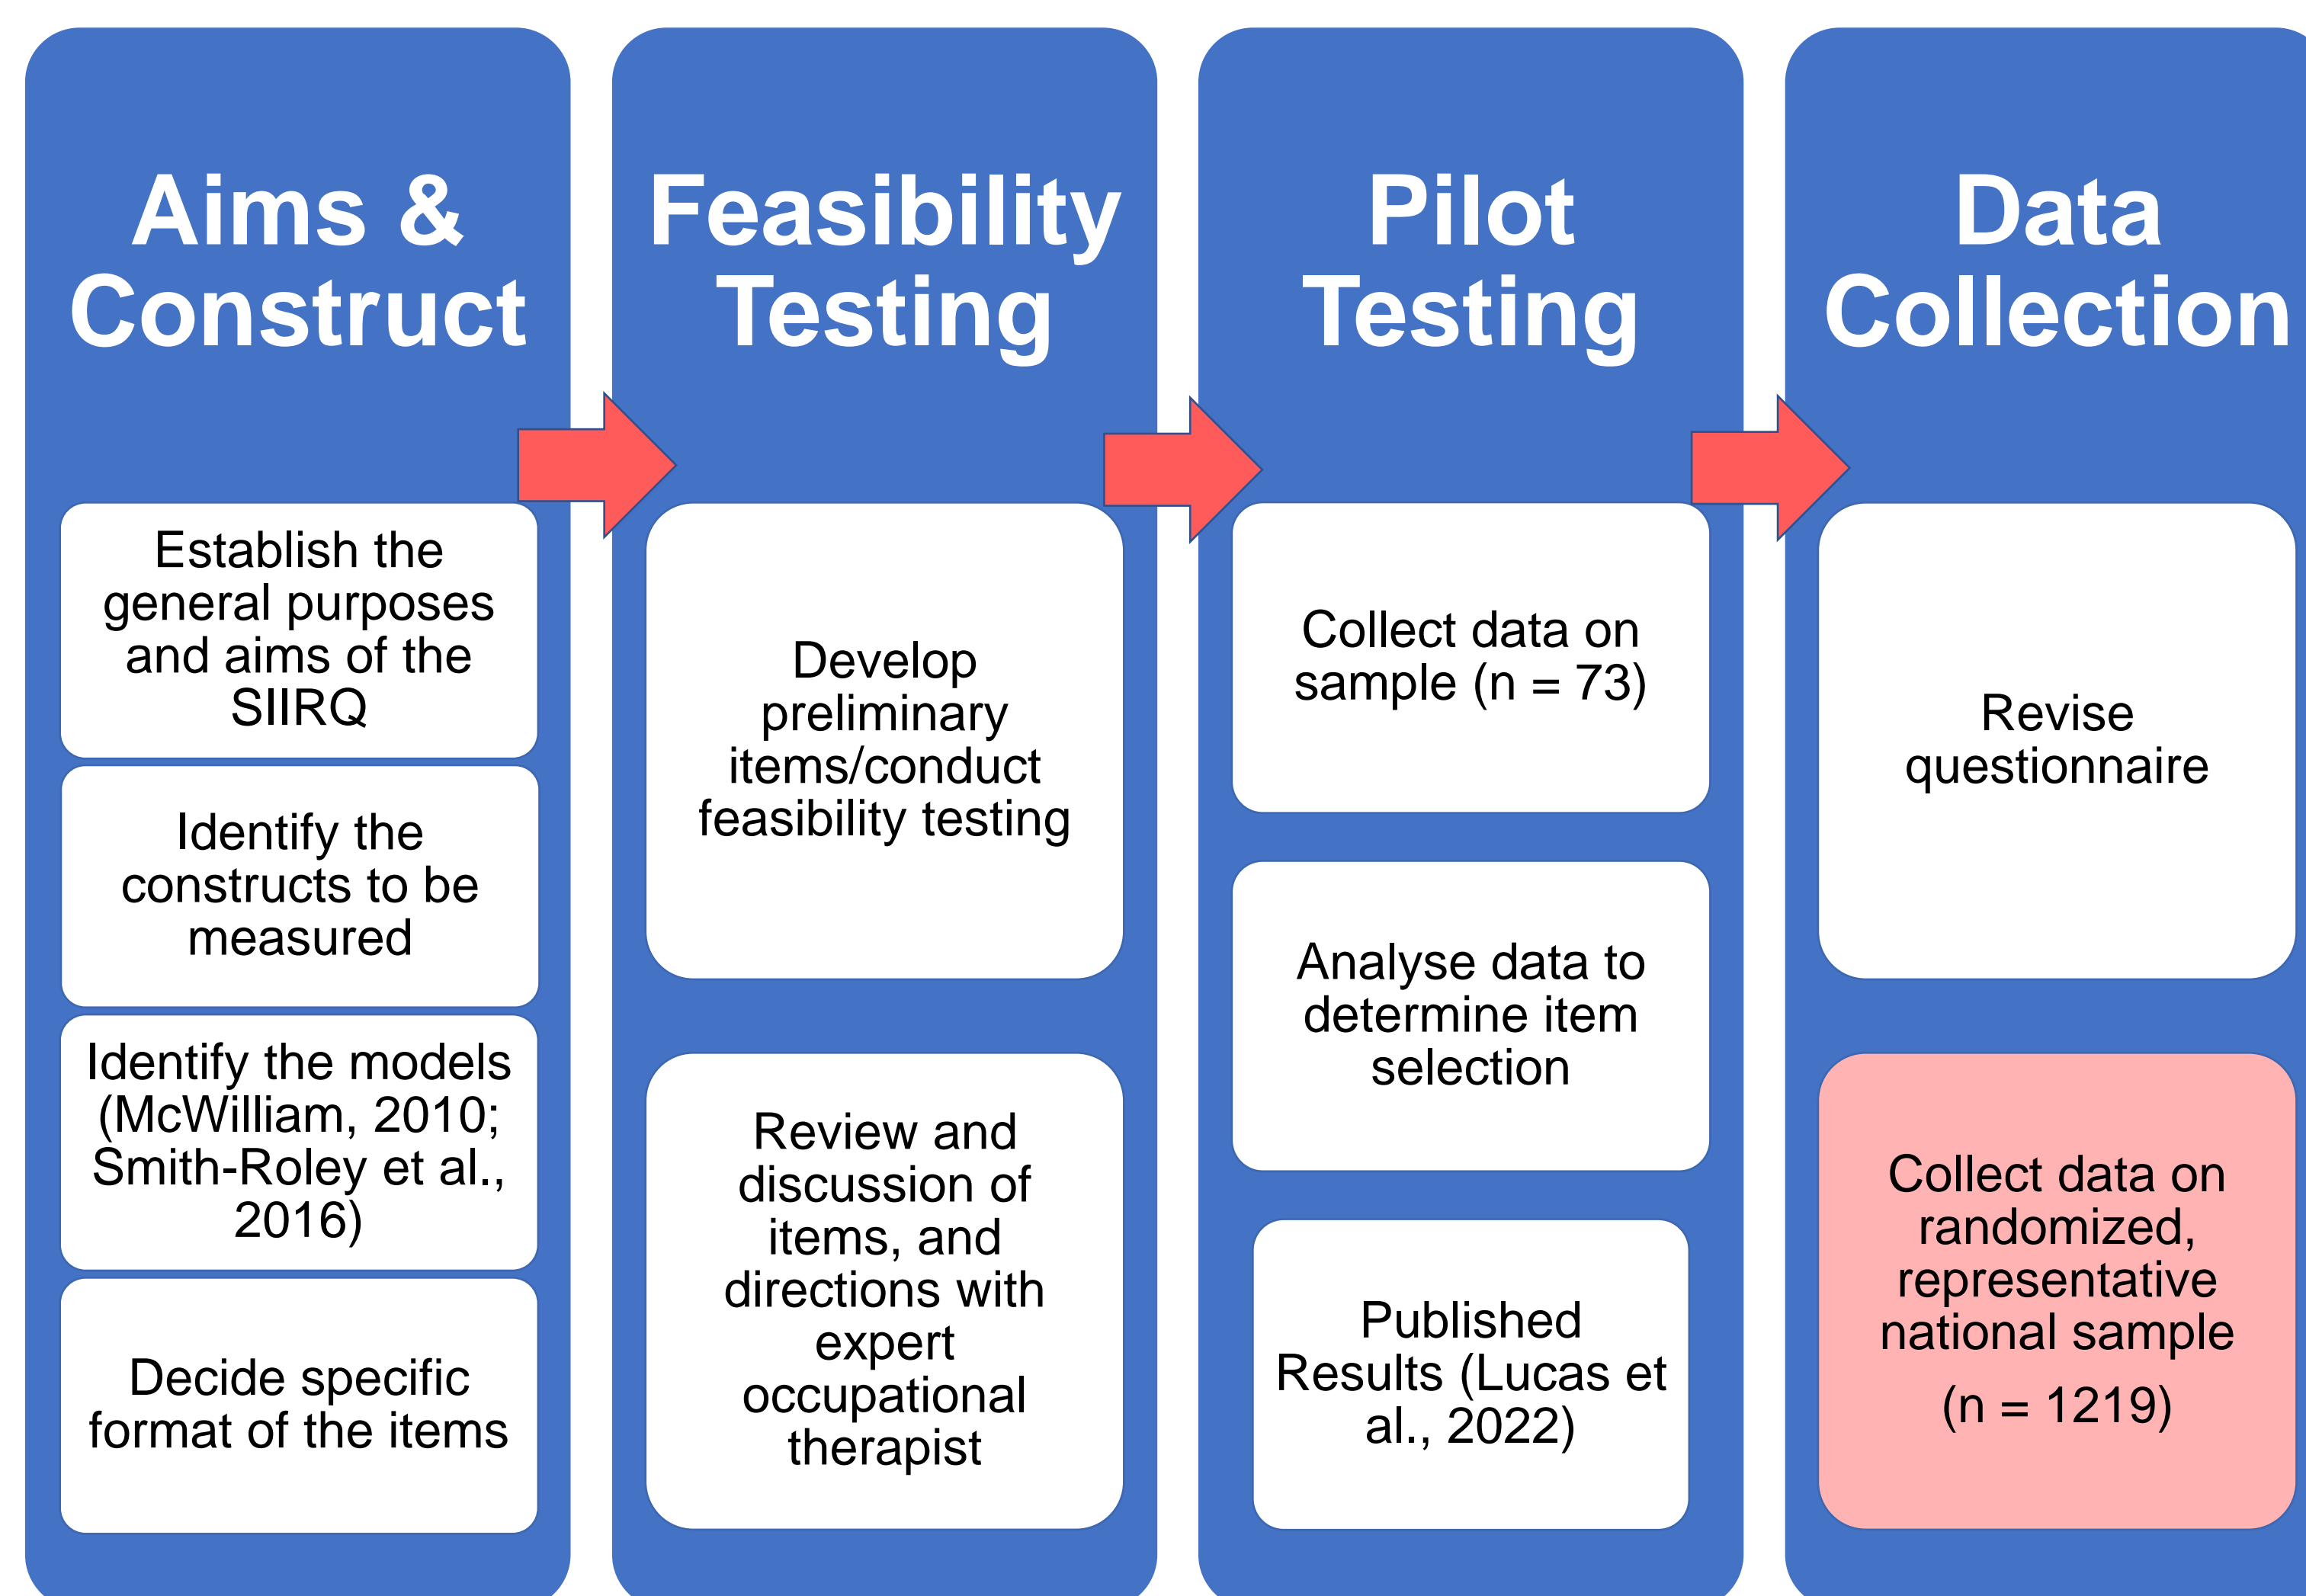 Aims &
Construct
Establish the
general purposes
and aims of the
SIIRQ
Identify the
constructs to be
measured
Identify the models
(McWilliam, 2010;
Smith-Roley et al.,
2016)
Decide specific
format of the items
Feasibility
Testing
Develop
preliminary
items/conduct
feasibility testing
Review and
discussion of
items, and
directions with
expert
occupational
therapist
Pilot
Testing
Collect data on
sample (n = 73)
Analyse data to
determine item
selection
Published
Results (Lucas et
al., 2022)
Data
Collection
Revise
questionnaire
Collect data on
randomized,
representative
national sample
(n = 1219)